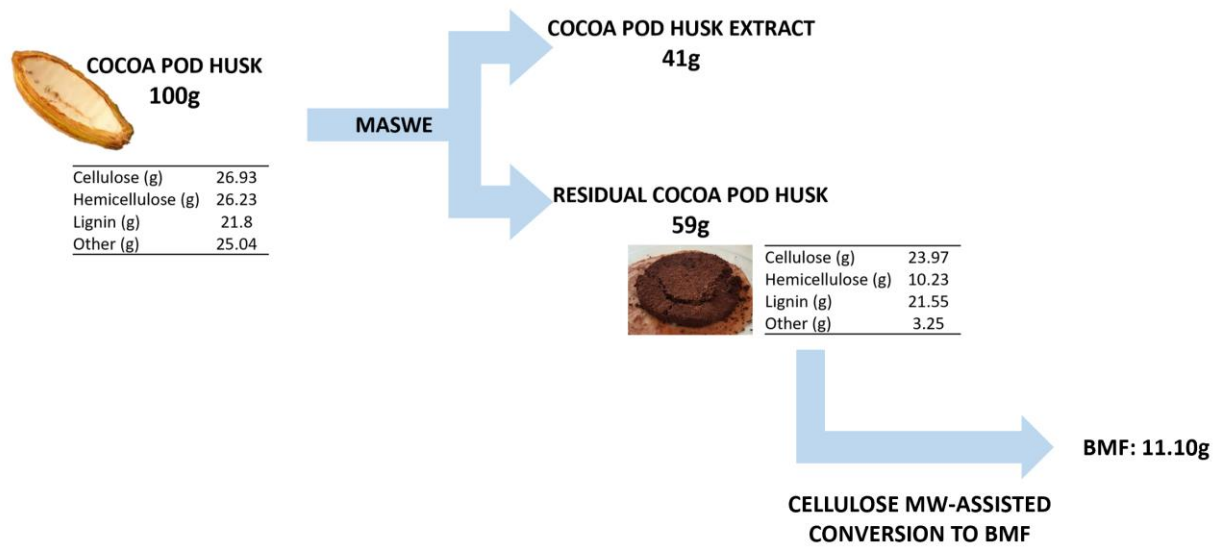 COCOA POD HUSK
100g
Cellulose (g) 26.93
Hemicellulose (g) 26.23
Lignin (g) 21.8
Other (g) 25.04
MASWE
COCOA POD HUSK EXTRACT
41g
RESIDUAL COCOA POD HUSK
59g
Cellulose (g) 23.97
Hemicellulose (g) 10.23
Lignin (g) 21.55
Other (g) 3.25
BMF: 11.10g
CELLULOSE MW-ASSISTED
CONVERSION TO BMF